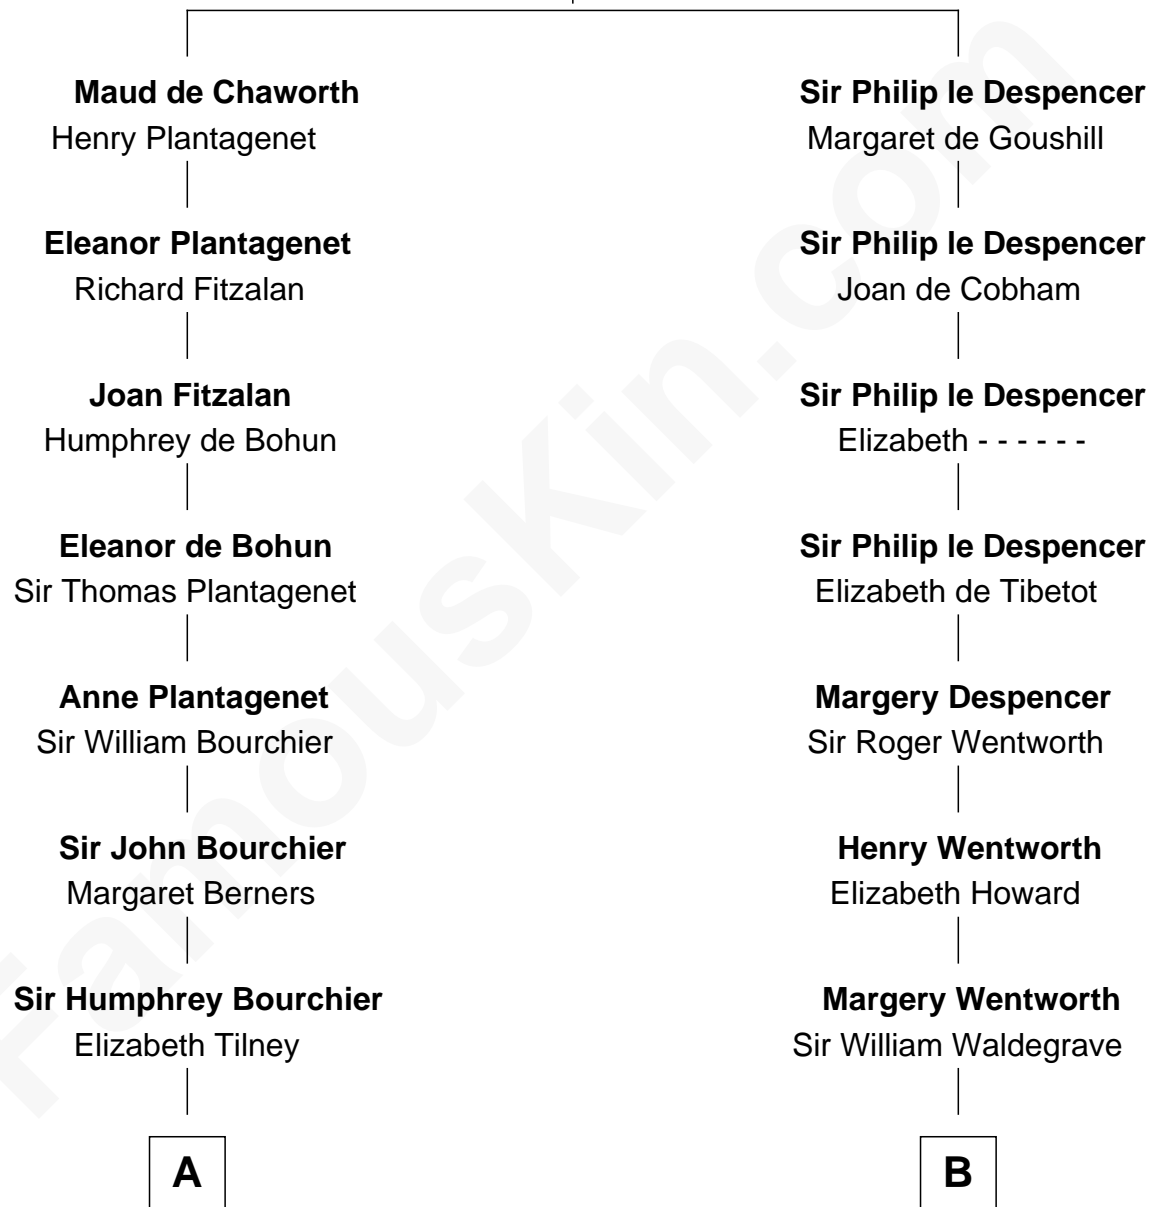 Maud de Chaworth
Henry Plantagenet
Eleanor Plantagenet
Richard Fitzalan
Joan Fitzalan
Humphrey de Bohun
Eleanor de Bohun
Sir Thomas Plantagenet
Anne Plantagenet
Sir William Bourchier
Sir John Bourchier
Margaret Berners
Sir Humphrey Bourchier
Elizabeth Tilney
A
Sir Philip le Despencer
Margaret de Goushill
Sir Philip le Despencer
Joan de Cobham
Sir Philip le Despencer
Elizabeth - - - - - -
Sir Philip le Despencer
Elizabeth de Tibetot
Margery Despencer
Sir Roger Wentworth
Henry Wentworth
Elizabeth Howard
Margery Wentworth
Sir William Waldegrave
B
FamousKin.com